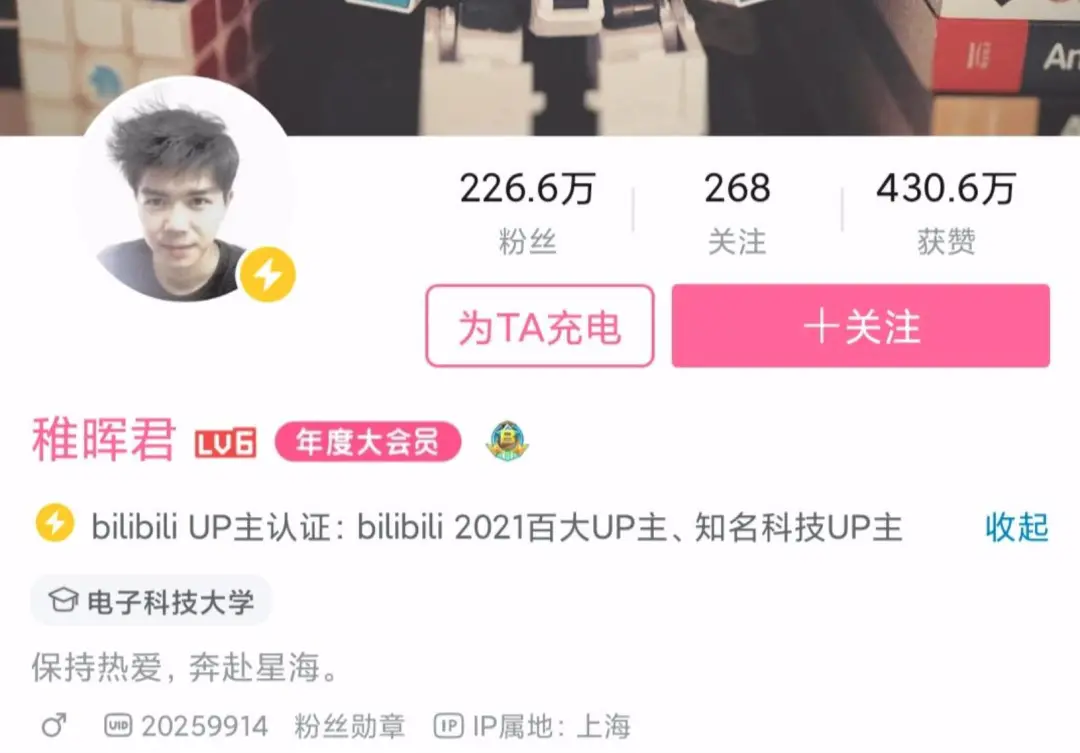 An
226.6万 268 430.6万
粉丝 关注 获赞
为TA充电 +关注
稚晖君 LV6 年度大会员
bilibili UP主认证：bilibili 2021百大UP主、知名科技UP主 收起
电子科技大学
保持热爱，奔赴星海。
UID 20259914 粉丝勋章 IP IP属地：上海